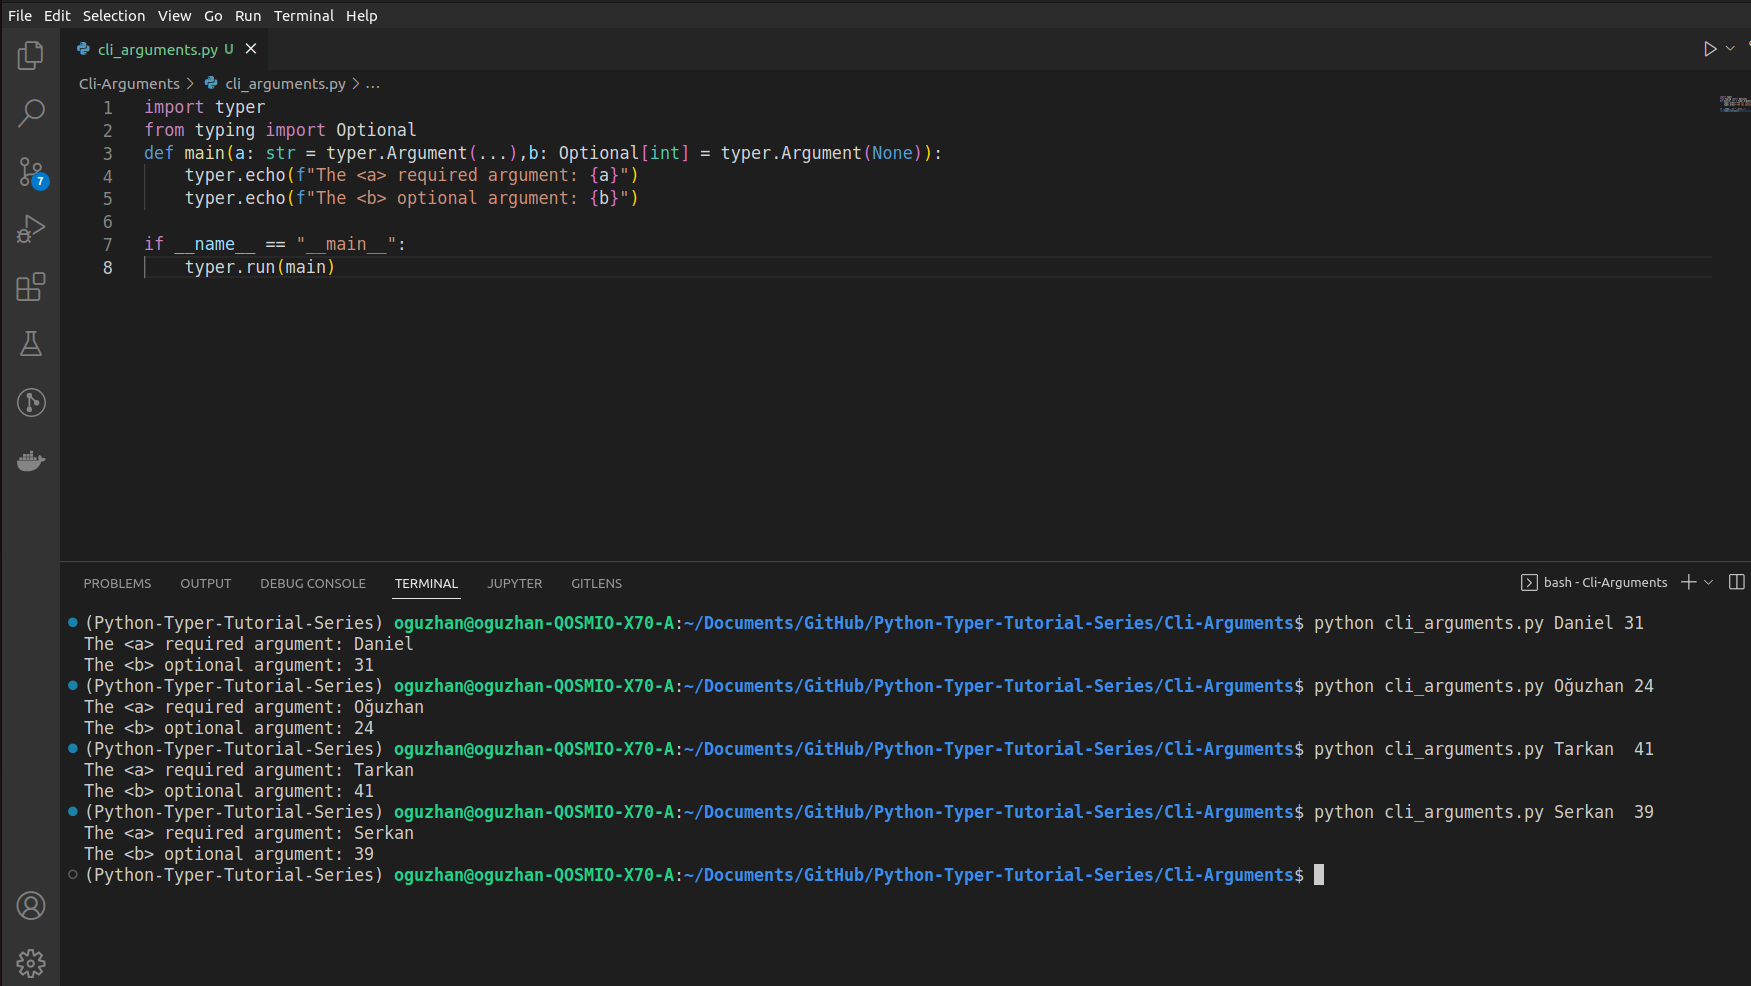 File Edit Selection View Go Run Terminal Help
cli_arguments.py U
Cli-Arguments > cli_arguments.py > ...
1 import typer
2 from typing import Optional
3 def main(a: str = typer.Argument(...),b: Optional[int] = typer.Argument(None)):
4     typer.echo(f"The <a> required argument: {a}")
5     typer.echo(f"The <b> optional argument: {b}")
6
7 if __name__ == "__main__":
8     typer.run(main)
7
PROBLEMS OUTPUT DEBUG CONSOLE TERMINAL JUPYTER GITLENS bash - Cli-Arguments
(Python-Typer-Tutorial-Series) oguzhan@oguzhan-QOSMIO-X70-A:~/Documents/GitHub/Python-Typer-Tutorial-Series/Cli-Arguments$ python cli_arguments.py Daniel 31
The <a> required argument: Daniel
The <b> optional argument: 31
(Python-Typer-Tutorial-Series) oguzhan@oguzhan-QOSMIO-X70-A:~/Documents/GitHub/Python-Typer-Tutorial-Series/Cli-Arguments$ python cli_arguments.py Oğuzhan 24
The <a> required argument: Oğuzhan
The <b> optional argument: 24
(Python-Typer-Tutorial-Series) oguzhan@oguzhan-QOSMIO-X70-A:~/Documents/GitHub/Python-Typer-Tutorial-Series/Cli-Arguments$ python cli_arguments.py Tarkan  41
The <a> required argument: Tarkan
The <b> optional argument: 41
(Python-Typer-Tutorial-Series) oguzhan@oguzhan-QOSMIO-X70-A:~/Documents/GitHub/Python-Typer-Tutorial-Series/Cli-Arguments$ python cli_arguments.py Serkan  39
The <a> required argument: Serkan
The <b> optional argument: 39
(Python-Typer-Tutorial-Series) oguzhan@oguzhan-QOSMIO-X70-A:~/Documents/GitHub/Python-Typer-Tutorial-Series/Cli-Arguments$